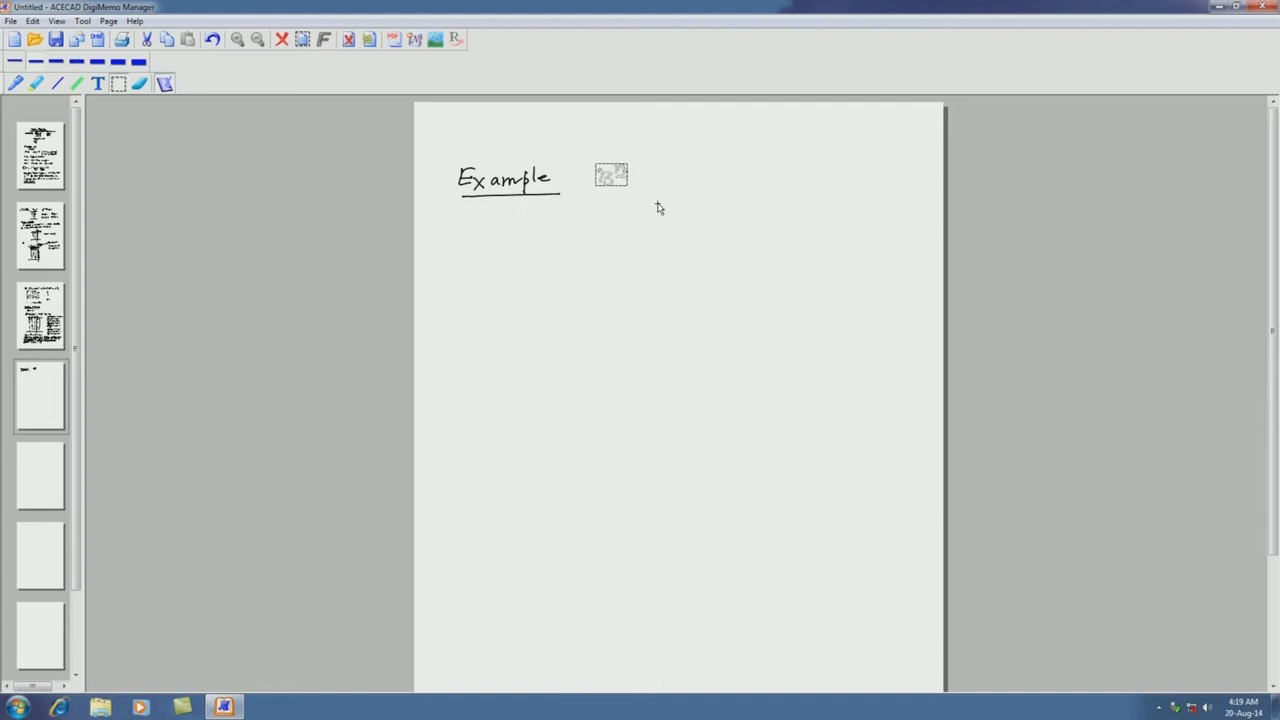 Untitled - ACECAD DigiMemo Manager
File Edit View Tool Page Help
Example
4:19 AM
20-Aug-14